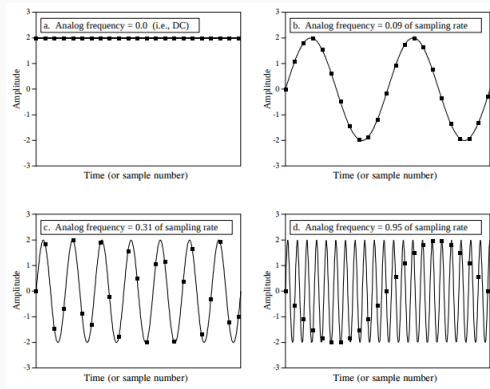 a.  Analog frequency = 0.0  (i.e., DC)
3
2
1
0
-1
-2
-3
Amplitude
Time (or sample number)
b.  Analog frequency = 0.09 of sampling rate
3
2
1
0
-1
-2
-3
Amplitude
Time (or sample number)
c.  Analog frequency = 0.31 of sampling rate
3
2
1
0
-1
-2
-3
Amplitude
Time (or sample number)
d.  Analog frequency = 0.95 of sampling rate
3
2
1
0
-1
-2
-3
Amplitude
Time (or sample number)